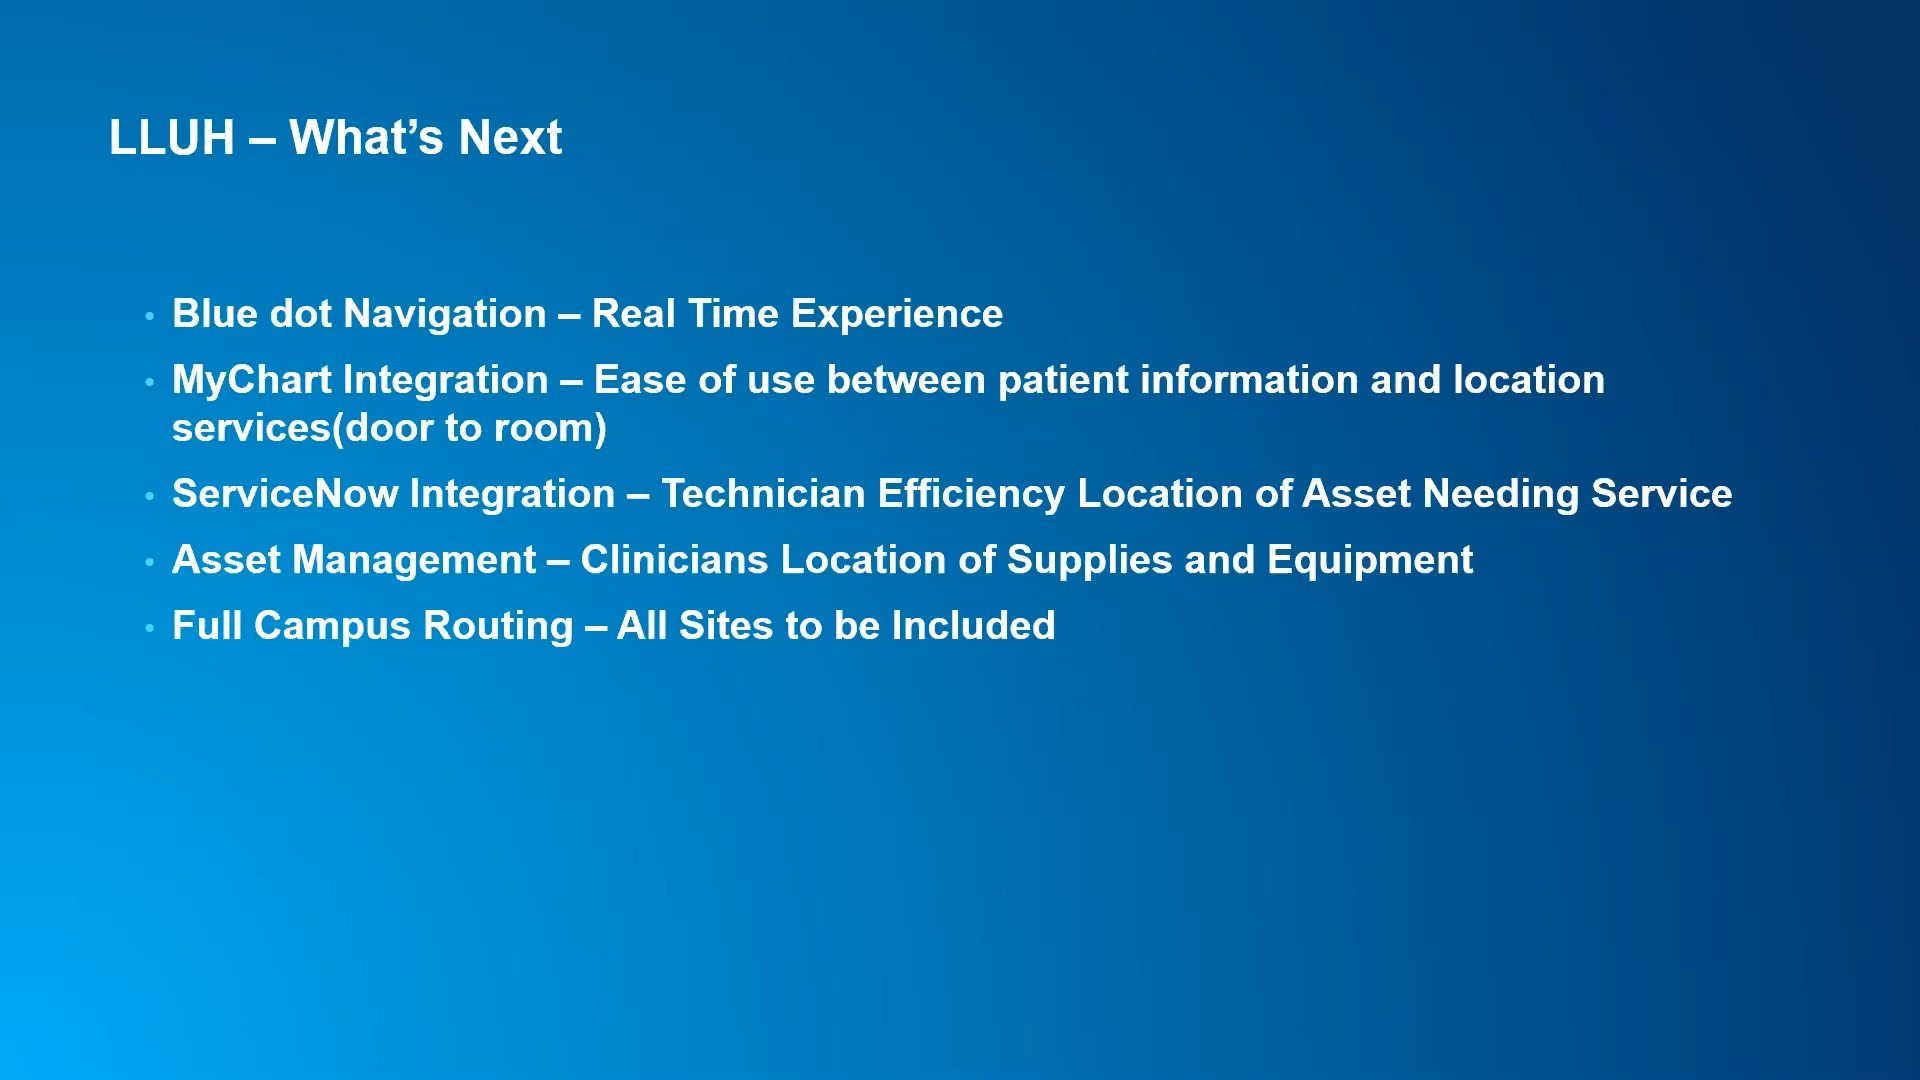 LLUH – What’s Next
• Blue dot Navigation – Real Time Experience
• MyChart Integration – Ease of use between patient information and location
services(door to room)
• ServiceNow Integration – Technician Efficiency Location of Asset Needing Service
• Asset Management – Clinicians Location of Supplies and Equipment
• Full Campus Routing – All Sites to be Included